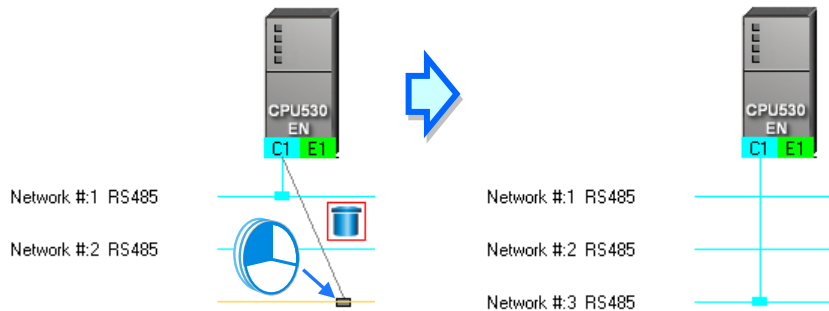 CPU530
EN
C1 E1
Network #:1 RS485
Network #:2 RS485
CPU530
EN
C1 E1
Network #:1 RS485
Network #:2 RS485
Network #:3 RS485